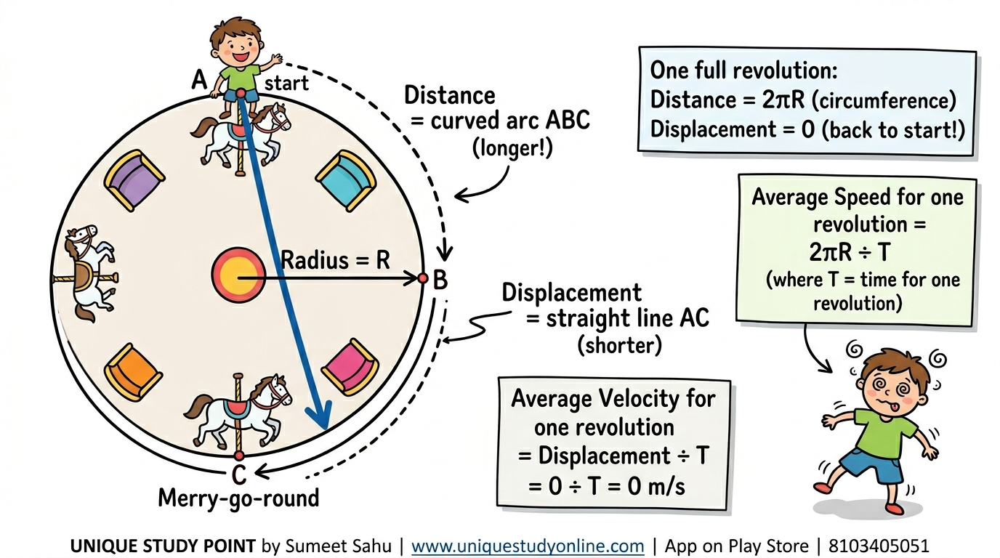 A
start
Distance
= curved arc ABC
(longer!)
One full revolution:
Distance = 2πR (circumference)
Displacement = 0 (back to start!)
Average Speed for one
revolution =
2πR ÷ T
(where T = time for one
revolution)
Radius = R
B
Displacement
= straight line AC
(shorter)
Average Velocity for
one revolution
= Displacement ÷ T
= 0 ÷ T = 0 m/s
C
Merry-go-round
UNIQUE STUDY POINT by Sumeet Sahu | www.uniquestudyonline.com | App on Play Store | 8103405051